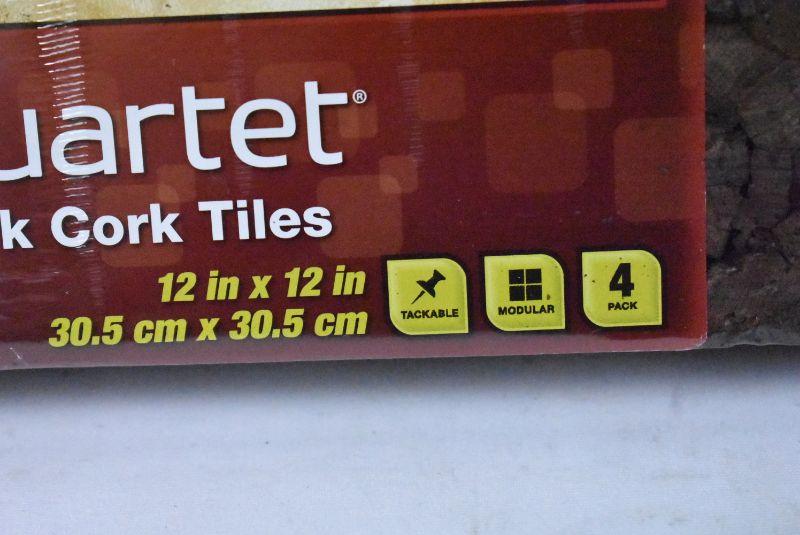 uartet®
k Cork Tiles
12 in x 12 in
30.5 cm x 30.5 cm
TACKABLE
MODULAR
4
PACK